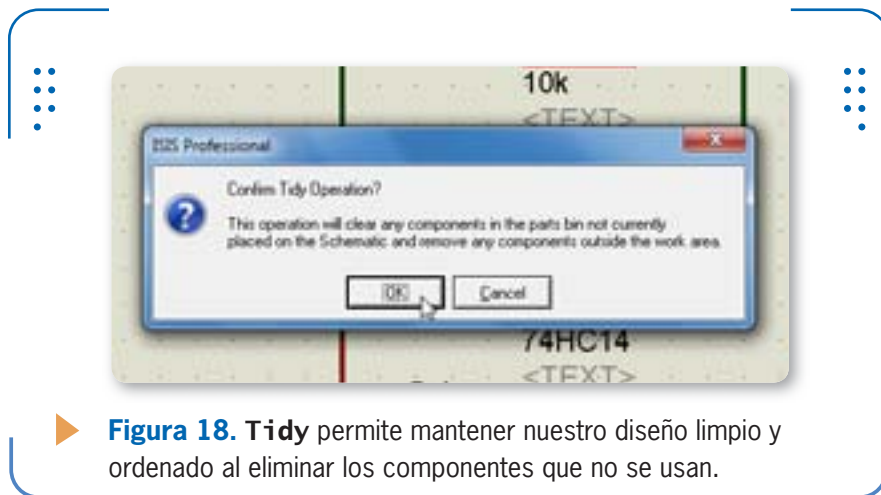 10k
<TEXT>
ISIS Professional
Confirm Tidy Operation?
This operation will clear any components in the parts bin not currently
placed on the Schematic and remove any components outside the work area.
OK
Cancel
74HC14
<TEXT>
Figura 18. Tidy permite mantener nuestro diseño limpio y
ordenado al eliminar los componentes que no se usan.